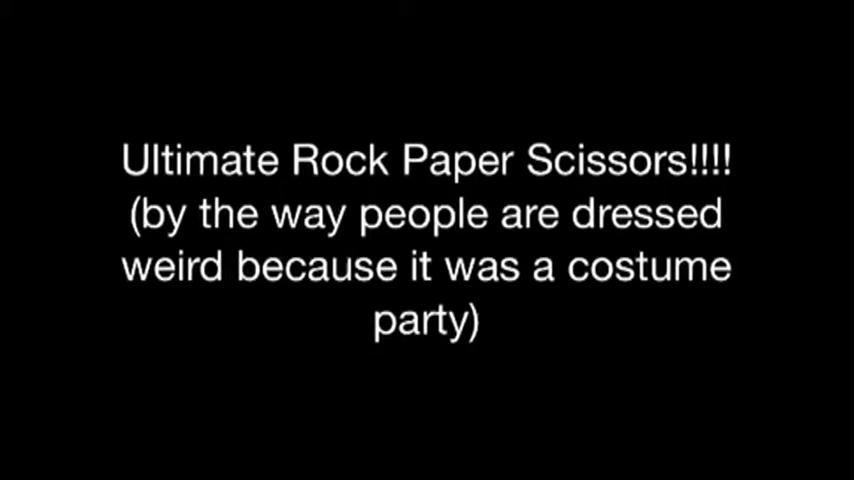 Ultimate Rock Paper Scissors!!!!
(by the way people are dressed
weird because it was a costume
party)